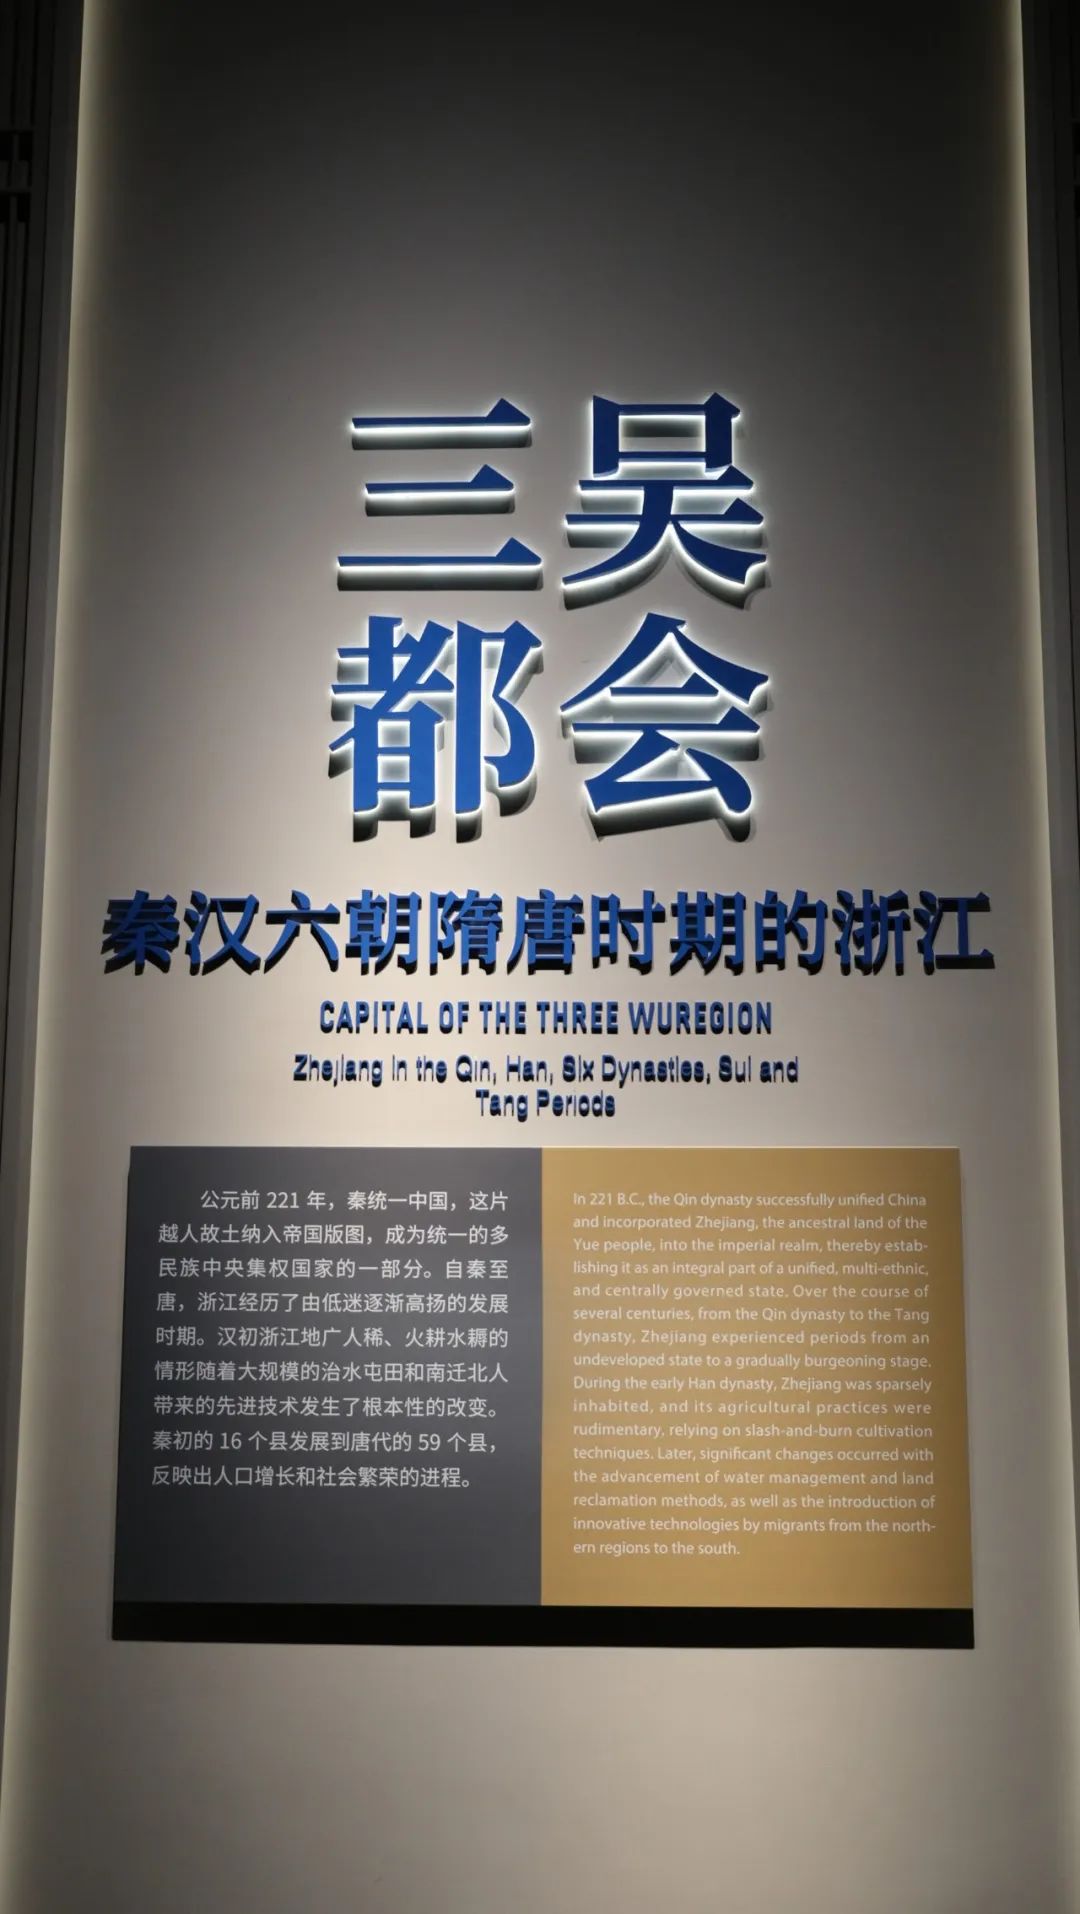 三吴
都会
秦汉六朝隋唐时期的浙江
CAPITAL OF THE THREE WUREGION
Zhejiang in the Qin, Han, Six Dynasties, Sui and
Tang Periods
公元前 221 年，秦统一中国，这片
越人故土纳入帝国版图，成为统一的多
民族中央集权国家的一部分。自秦至
唐，浙江经历了由低迷逐渐高扬的发展
时期。汉初浙江地广人稀、火耕水耨的
情形随着大规模的治水屯田和南迁北人
带来的先进技术发生了根本性的改变。
秦初的 16 个县发展到唐代的 59 个县，
反映出人口增长和社会繁荣的进程。
In 221 B.C., the Qin dynasty successfully unified China
and incorporated Zhejiang, the ancestral land of the
Yue people, into the imperial realm, thereby estab-
lishing it as an integral part of a unified, multi-ethnic,
and centrally governed state. Over the course of
several centuries, from the Qin dynasty to the Tang
dynasty, Zhejiang experienced periods from an
undeveloped state to a gradually burgeoning stage.
During the early Han dynasty, Zhejiang was sparsely
inhabited, and its agricultural practices were
rudimentary, relying on slash-and-burn cultivation
techniques. Later, significant changes occurred with
the advancement of water management and land
reclamation methods, as well as the introduction of
innovative technologies by migrants from the north-
ern regions to the south.